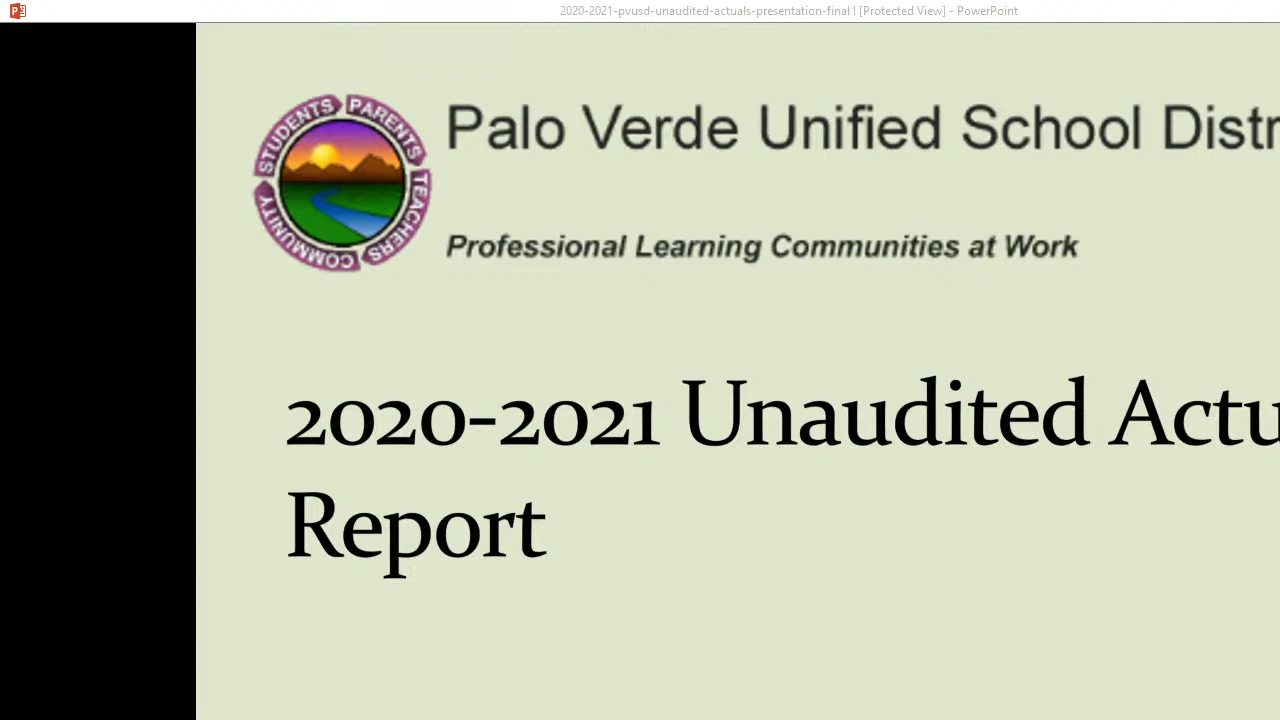 2020-2021-pvusd-unaudited-actuals-presentation-final ! [Protected View] - PowerPoint
STUDENTS PARENTS TEACHERS COMMUNITY
Palo Verde Unified School Distr
Professional Learning Communities at Work
2020-2021 Unaudited Actu
Report